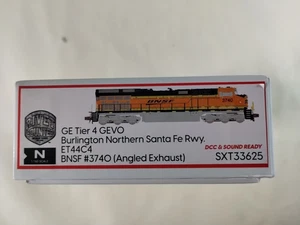 BNSF
3740
GE Tier 4 GEVO
Burlington Northern Santa Fe Rwy.
ET44C4
BNSF #3740 (Angled Exhaust)
DCC & SOUND READY
SXT33625
N